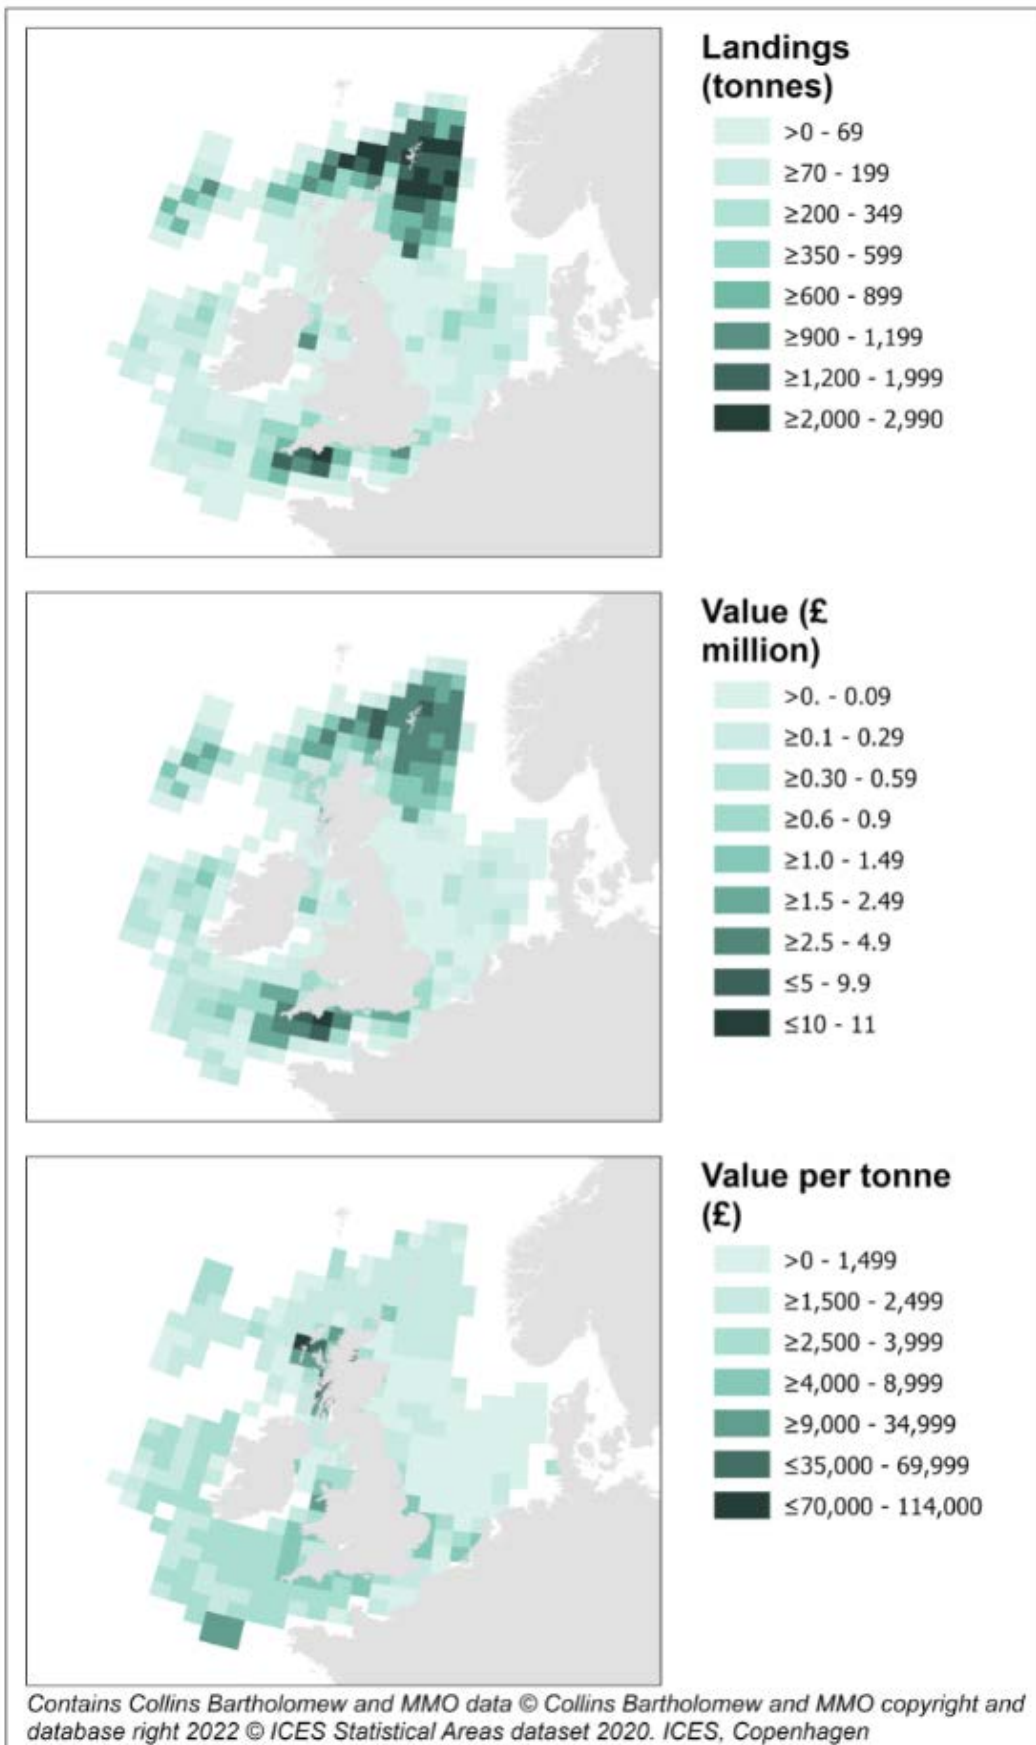 Landings
(tonnes)
>0 - 69
≥70 - 199
≥200 - 349
≥350 - 599
≥600 - 899
≥900 - 1,199
≥1,200 - 1,999
≥2,000 - 2,990
Value (£
million)
>0. - 0.09
≥0.1 - 0.29
≥0.30 - 0.59
≥0.6 - 0.9
≥1.0 - 1.49
≥1.5 - 2.49
≥2.5 - 4.9
≤5 - 9.9
≤10 - 11
Value per tonne
(£)
>0 - 1,499
≥1,500 - 2,499
≥2,500 - 3,999
≥4,000 - 8,999
≥9,000 - 34,999
≤35,000 - 69,999
≤70,000 - 114,000
Contains Collins Bartholomew and MMO data © Collins Bartholomew and MMO copyright and
database right 2022 © ICES Statistical Areas dataset 2020. ICES, Copenhagen